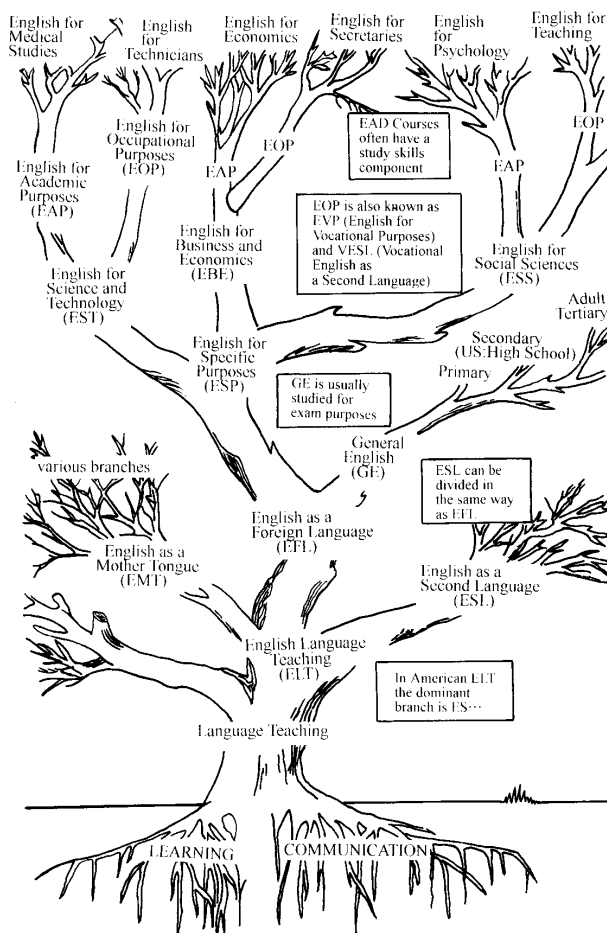 English for
Medical
Studies
English
for
Technicians
English for
Economics
English for
Secretaries
English
for
Psychology
English for
Teaching
English for
Occupational
Purposes
(EOP)
EAD Courses
often have a
study skills
component
EOP
EOP
English for
Academic
Purposes
(EAP)
EAP
EAP
EOP is also known as
EVP (English for
Vocational Purposes)
and VESL (Vocational
English as
a Second Language)
English for
Business and
Economics
(EBE)
English for
Social Sciences
(ESS)
English for
Science and
Technology
(EST)
Adult
Tertiary
English for
Specific
Purposes
(ESP)
Secondary
(US:High School)
Primary
GE is usually
studied for
exam purposes
General
English
(GE)
various branches
ESL can be
divided in
the same way
as EFL
English as a
Foreign Language
(EFL)
English as a
Mother Tongue
(EMT)
English as a
Second Language
(ESL)
English Language
Teaching
(ELT)
In American ELT
the dominant
branch is ES…
Language Teaching
LEARNING COMMUNICATION